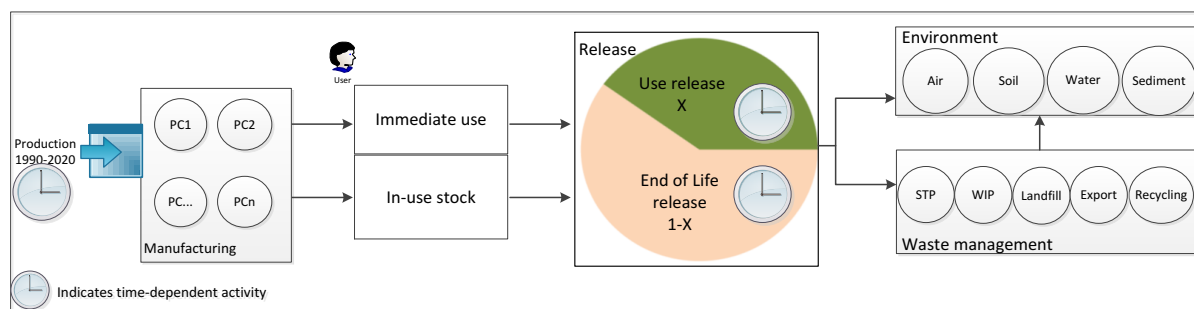 Production
1990-2020
PC1
PC2
PC...
PCn
Manufacturing
User
Immediate use
In-use stock
Release
Use release
X
End of Life
release
1-X
Environment
Air
Soil
Water
Sediment
STP
WIP
Landfill
Export
Recycling
Waste management
Indicates time-dependent activity